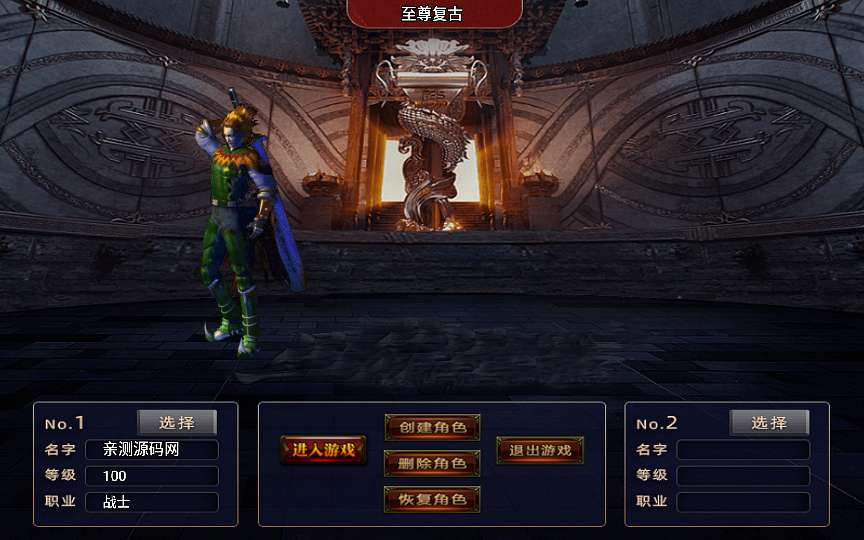 至尊复古
No.1 选择
名字 亲测源码网
等级 100
职业 战士
创建角色
进入游戏
删除角色
退出游戏
恢复角色
No.2 选择
名字
等级
职业